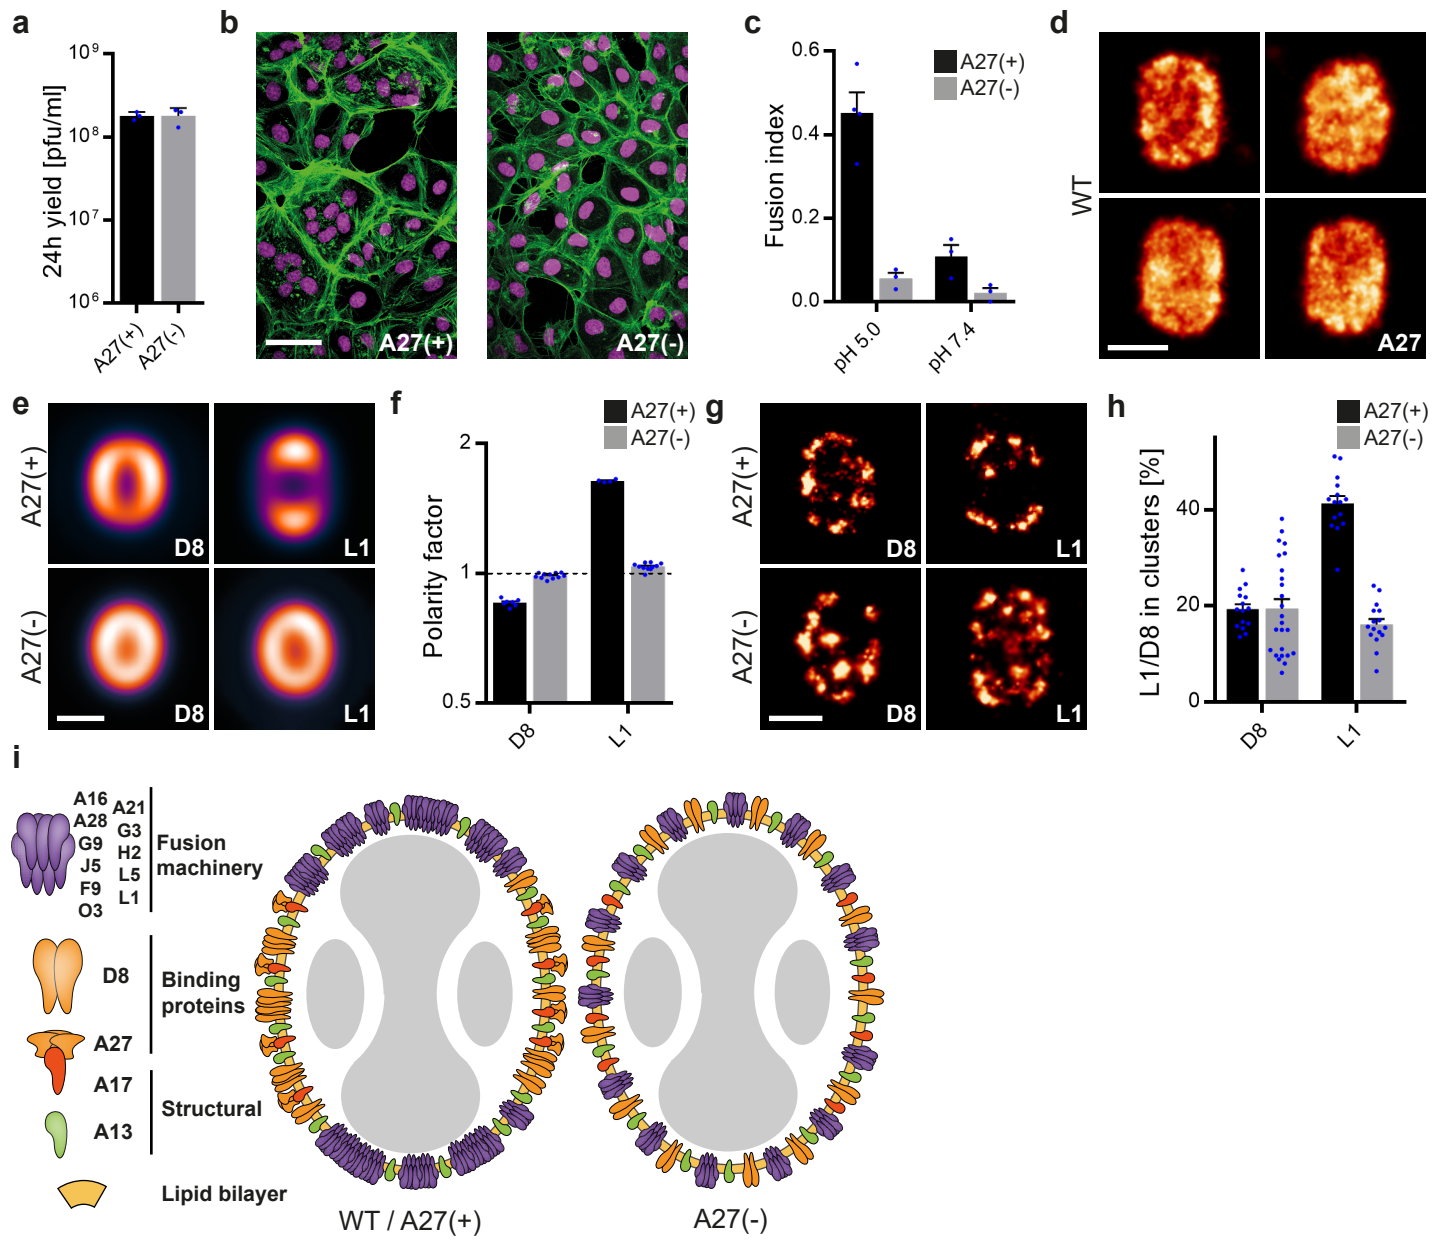 a
24h yield [pfu/ml]
10⁹
10⁸
10⁷
10⁶
A27(+)
A27(-)
b
A27(+)
A27(-)
c
Fusion index
0.6
0.4
0.2
0.0
A27(+)
A27(-)
pH 5.0
pH 7.4
d
WT
A27
e
A27(+)
D8
L1
A27(-)
D8
L1
f
Polarity factor
2
1
0.5
A27(+)
A27(-)
D8
L1
g
A27(+)
D8
L1
A27(-)
D8
L1
h
L1/D8 in clusters [%]
40
20
0
A27(+)
A27(-)
D8
L1
i
A16
A28
G9
J5
F9
O3
A21
G3
H2
L5
L1
Fusion
machinery
D8
A27
Binding
proteins
A17
A13
Structural
Lipid bilayer
WT / A27(+)
A27(-)